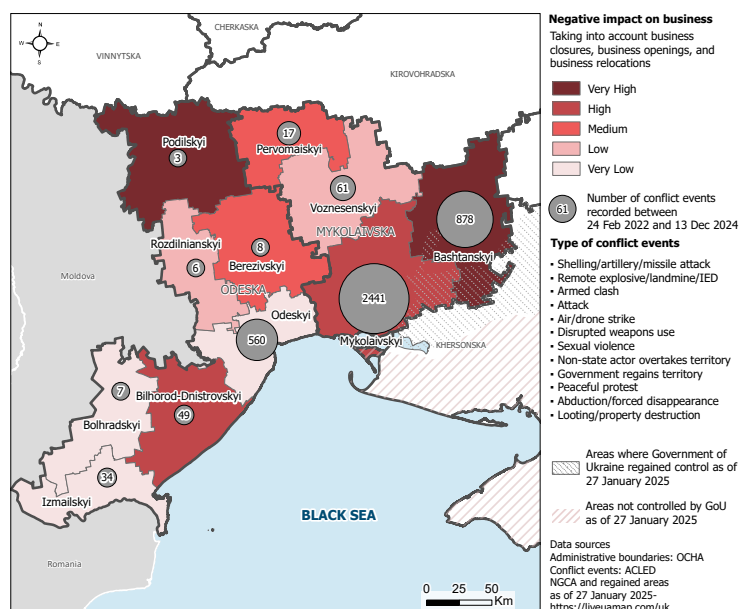 CHERKASKA
N
W
E
S
VINNYTSKA
KIROVOHRADSKA
Podilskyi
3
17
Pervomaiskyi
61
Voznesenskyi
878
MYKOLAIVSKA
Rozdilnianskyi
8
Bashtanskyi
Moldova
6
Berezivskyi
ODESKA
2441
Odeskyi
560
Mykolaivskyi
KHERSONSKA
7
Bilhorod-Dnistrovskyi
49
Bolhradskyi
34
Izmailskyi
BLACK SEA
Romania
0 25 50
Km
Negative impact on business
Taking into account business
closures, business openings, and
business relocations
Very High
High
Medium
Low
Very Low
61
Number of conflict events
recorded between
24 Feb 2022 and 13 Dec 2024
Type of conflict events
• Shelling/artillery/missile attack
• Remote explosive/landmine/IED
• Armed clash
• Attack
• Air/drone strike
• Disrupted weapons use
• Sexual violence
• Non-state actor overtakes territory
• Government regains territory
• Peaceful protest
• Abduction/forced disappearance
• Looting/property destruction
Areas where Government of
Ukraine regained control as of
27 January 2025
Areas not controlled by GoU
as of 27 January 2025
Data sources
Administrative boundaries: OCHA
Conflict events: ACLED
NGCA and regained areas
as of 27 January 2025-
https://liveuamap.com/uk